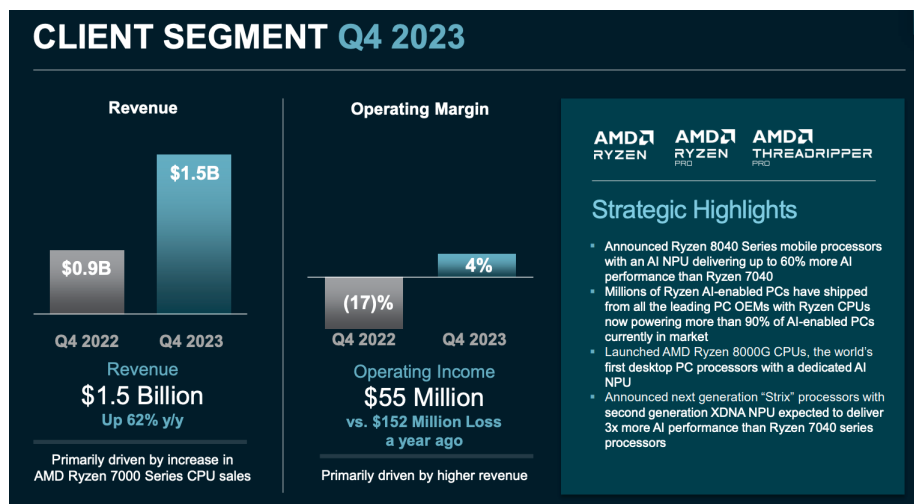 CLIENT SEGMENT Q4 2023
Revenue
$0.9B
$1.5B
Q4 2022
Q4 2023
Revenue
$1.5 Billion
Up 62% y/y
Primarily driven by increase in
AMD Ryzen 7000 Series CPU sales
Operating Margin
(17)%
4%
Q4 2022
Q4 2023
Operating Income
$55 Million
vs. $152 Million Loss
a year ago
Primarily driven by higher revenue
AMD
RYZEN
AMD
RYZEN
PRO
AMD
THREADRIPPER
PRO
Strategic Highlights
▪ Announced Ryzen 8040 Series mobile processors
with an AI NPU delivering up to 60% more AI
performance than Ryzen 7040
▪ Millions of Ryzen AI-enabled PCs have shipped
from all the leading PC OEMs with Ryzen CPUs
now powering more than 90% of AI-enabled PCs
currently in market
▪ Launched AMD Ryzen 8000G CPUs, the world's
first desktop PC processors with a dedicated AI
NPU
▪ Announced next generation “Strix” processors with
second generation XDNA NPU expected to deliver
3x more AI performance than Ryzen 7040 series
processors